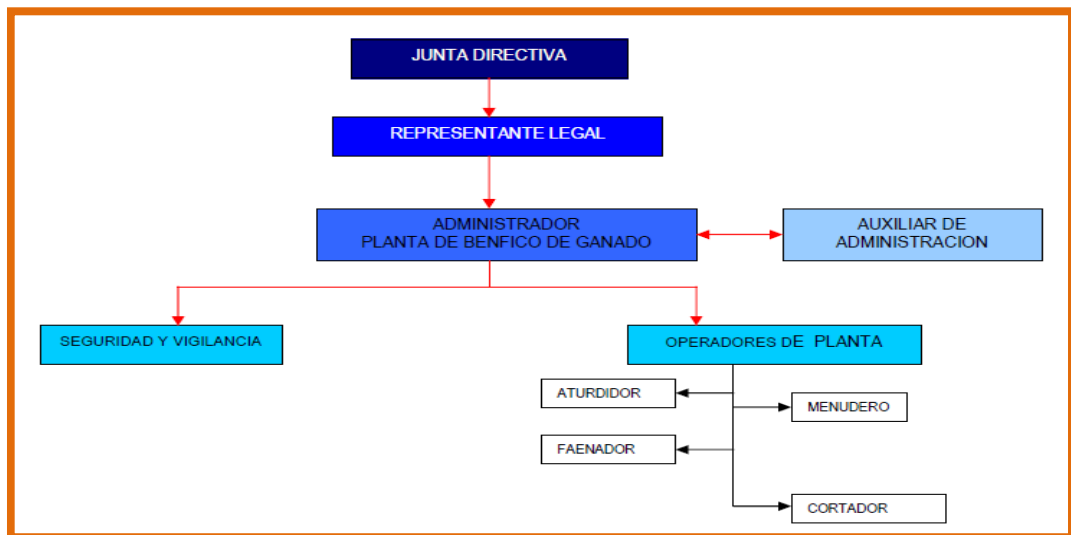 JUNTA DIRECTIVA
REPRESENTANTE LEGAL
ADMINISTRADOR
PLANTA DE BENFICO DE GANADO
AUXILIAR DE
ADMINISTRACION
SEGURIDAD Y VIGILANCIA
OPERADORES DE PLANTA
ATURDIDOR
MENUDERO
FAENADOR
CORTADOR